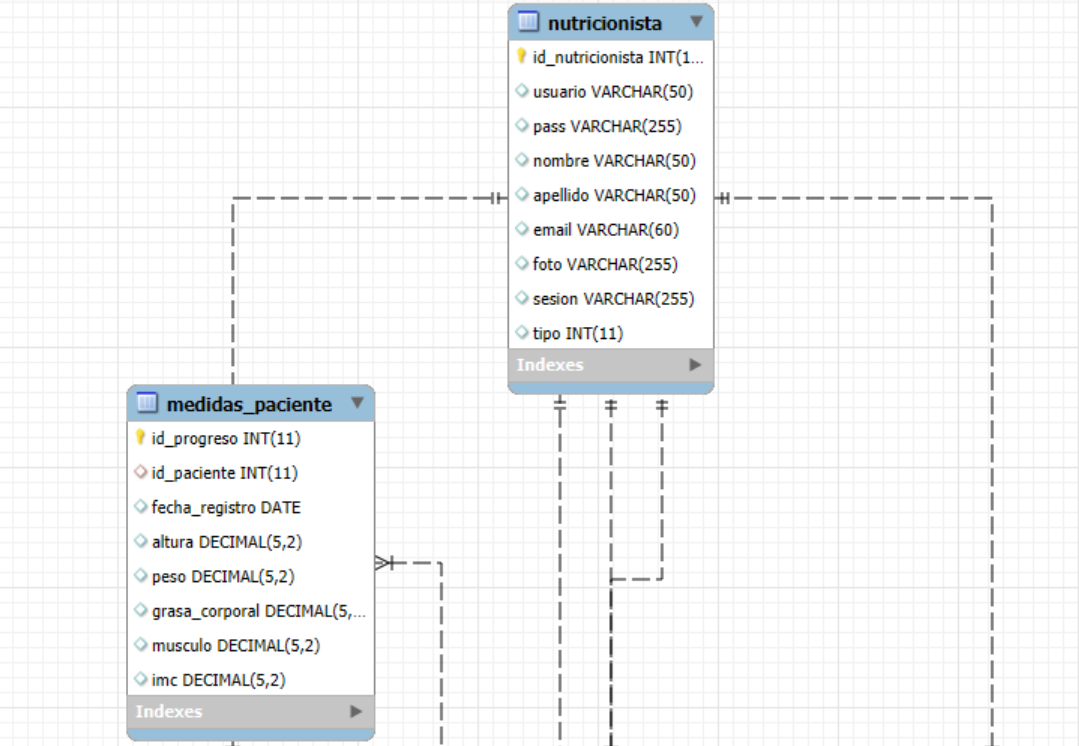 nutricionista
id_nutricionista INT(1...
usuario VARCHAR(50)
pass VARCHAR(255)
nombre VARCHAR(50)
apellido VARCHAR(50)
email VARCHAR(60)
foto VARCHAR(255)
sesion VARCHAR(255)
tipo INT(11)
Indexes
medidas_paciente
id_progreso INT(11)
id_paciente INT(11)
fecha_registro DATE
altura DECIMAL(5,2)
peso DECIMAL(5,2)
grasa_corporal DECIMAL(5,...
musculo DECIMAL(5,2)
imc DECIMAL(5,2)
Indexes